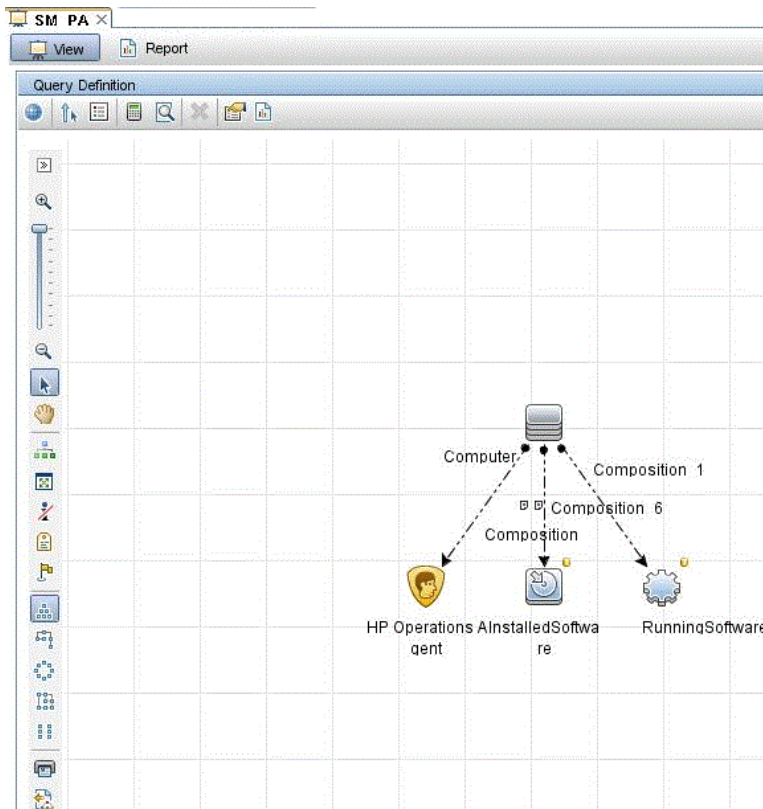 SM PA
View Report
Query Definition
Computer
Composition 1
Composition 6
Composition
HP Operations A
gent
InstalledSoftwa
re
RunningSoftware